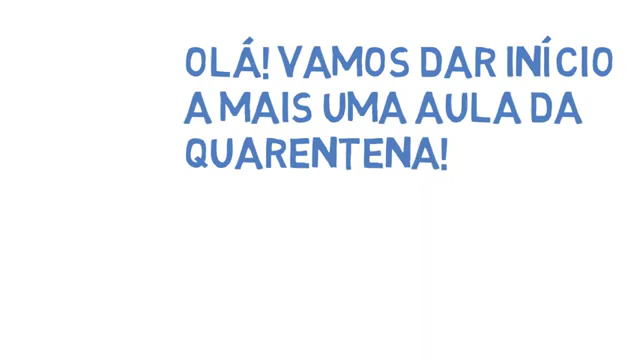 OLÁ! VAMOS DAR INÍCIO
A MAIS UMA AULA DA
QUARENTENA!